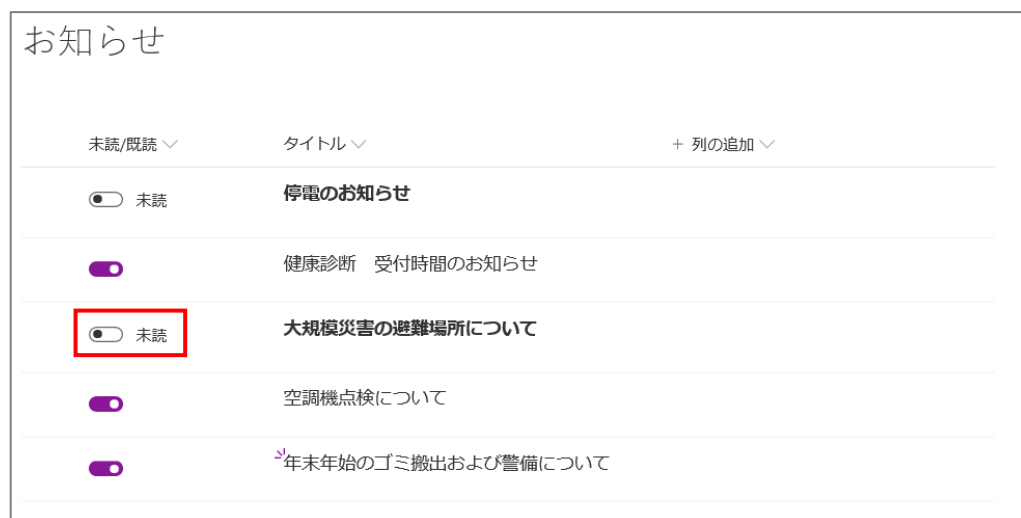 お知らせ
未読/既読 タイトル + 列の追加
未読 停電のお知らせ
健康診断　受付時間のお知らせ
未読 大規模災害の避難場所について
空調機点検について
年末年始のゴミ搬出および警備について